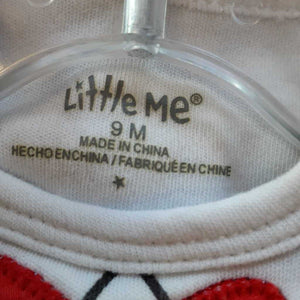 Little Me®
9 M
MADE IN CHINA
HECHO EN CHINA / FABRIQUÉ EN CHINE